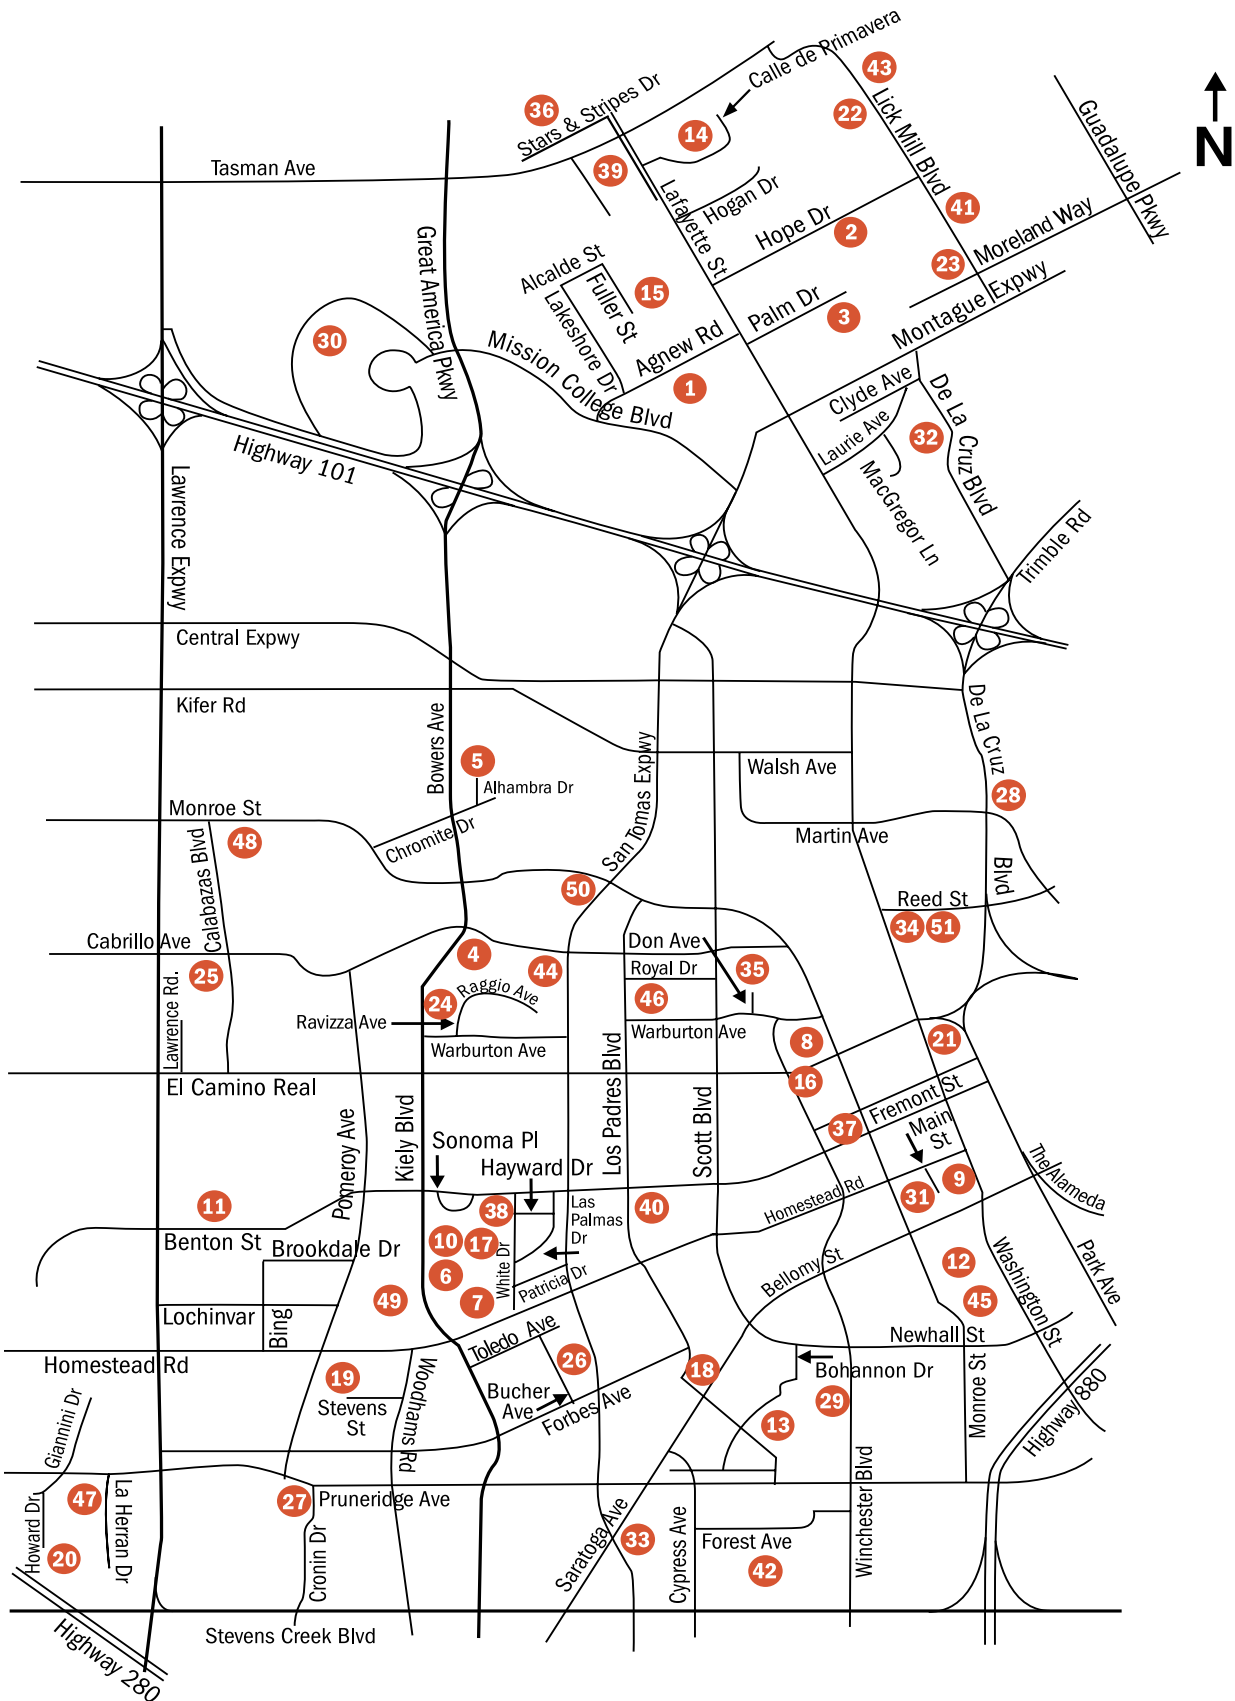 Calle de Primavera
43
Stars & Stripes Dr
36
22
Lick Mill Blvd
Guadalupe Pkwy
N
14
Tasman Ave
39
Lafayette St
Hogan Dr
41
Hope Dr
2
Moreland Way
Great America Pkwy
Alcalde St
Fuller St
15
23
Lakeshore Dr
Palm Dr
3
Montague Expwy
30
Mission College Blvd
Agnew Rd
1
Clyde Ave
De La Cruz Blvd
Laurie Ave
32
MacGregor Ln
Highway 101
Lawrence Expwy
Trimble Rd
Central Expwy
Kifer Rd
Bowers Ave
De La Cruz
5
San Tomas Expwy
Walsh Ave
Alhambra Dr
28
Monroe St
Chromite Dr
Martin Ave
48
Calabazas Blvd
Blvd
50
Reed St
34
51
Cabrillo Ave
Don Ave
4
44
Royal Dr
35
25
Lawrence Rd.
24
Raggio Ave
46
Ravizza Ave
Warburton Ave
Warburton Ave
8
21
El Camino Real
16
Los Padres Blvd
Scott Blvd
Fremont St
Pomeroy Ave
Kiely Blvd
37
Main
St
Sonoma Pl
Hayward Dr
The Alameda
11
38
Las
Palmas
Dr
40
Homestead Rd
31
9
Benton St
Brookdale Dr
10
17
White Dr
Bellomy St
12
Washington St
Park Ave
6
Patricia Dr
49
7
45
Lochinvar
Bing
Toledo Ave
Newhall St
Homestead Rd
26
18
Bohannon Dr
19
Woodhams Rd
Bucher
Ave
29
Monroe St
Highway 880
Stevens
St
Forbes Ave
13
Giannini Dr
47
La Herran Dr
27
Pruneridge Ave
Winchester Blvd
Howard Dr
20
Cronin Dr
Saratoga Ave
33
Cypress Ave
Forest Ave
42
Stevens Creek Blvd
Highway 280